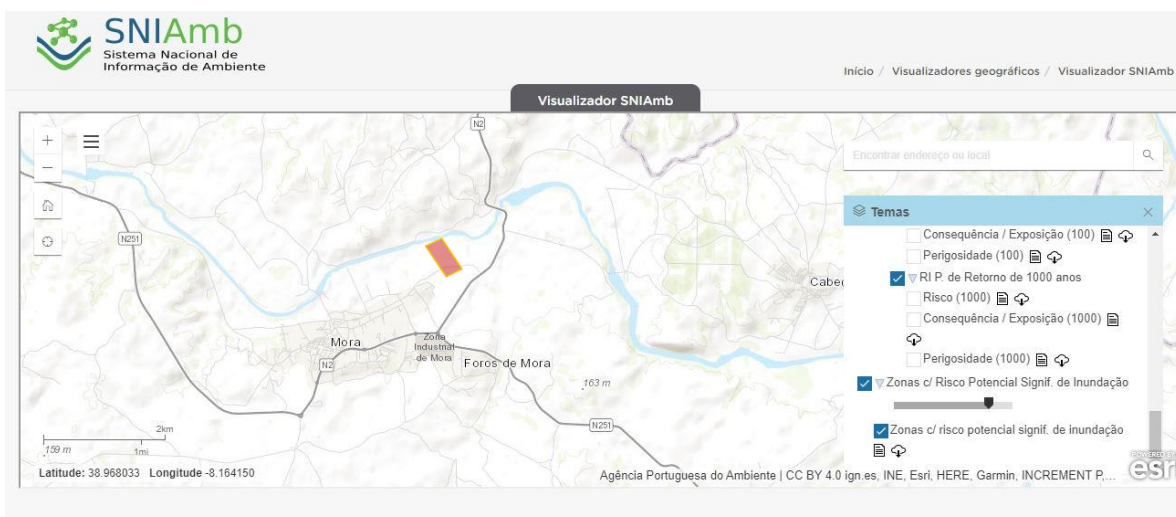 SNIAmb
Sistema Nacional de
Informação de Ambiente
Início / Visualizadores geográficos / Visualizador SNIAmb
Visualizador SNIAmb
N2
Encontrar endereço ou local
Temas
N251
Consequência / Exposição (100)
Perigosidade (100)
RI P. de Retorno de 1000 anos
Risco (1000)
Consequência / Exposição (1000)
Perigosidade (1000)
Zonas c/ Risco Potencial Signif. de Inundação
Zonas c/ risco potencial signif. de inundação
Mora
Zona
Industrial
de Mora
N2
Foros de Mora
163 m
N251
2km
1mi
159 m
Latitude: 38.968033 Longitude -8.164150
Agência Portuguesa do Ambiente | CC BY 4.0 ign.es, INE, Esri, HERE, Garmin, INCREMENT P,...
POWERED BY